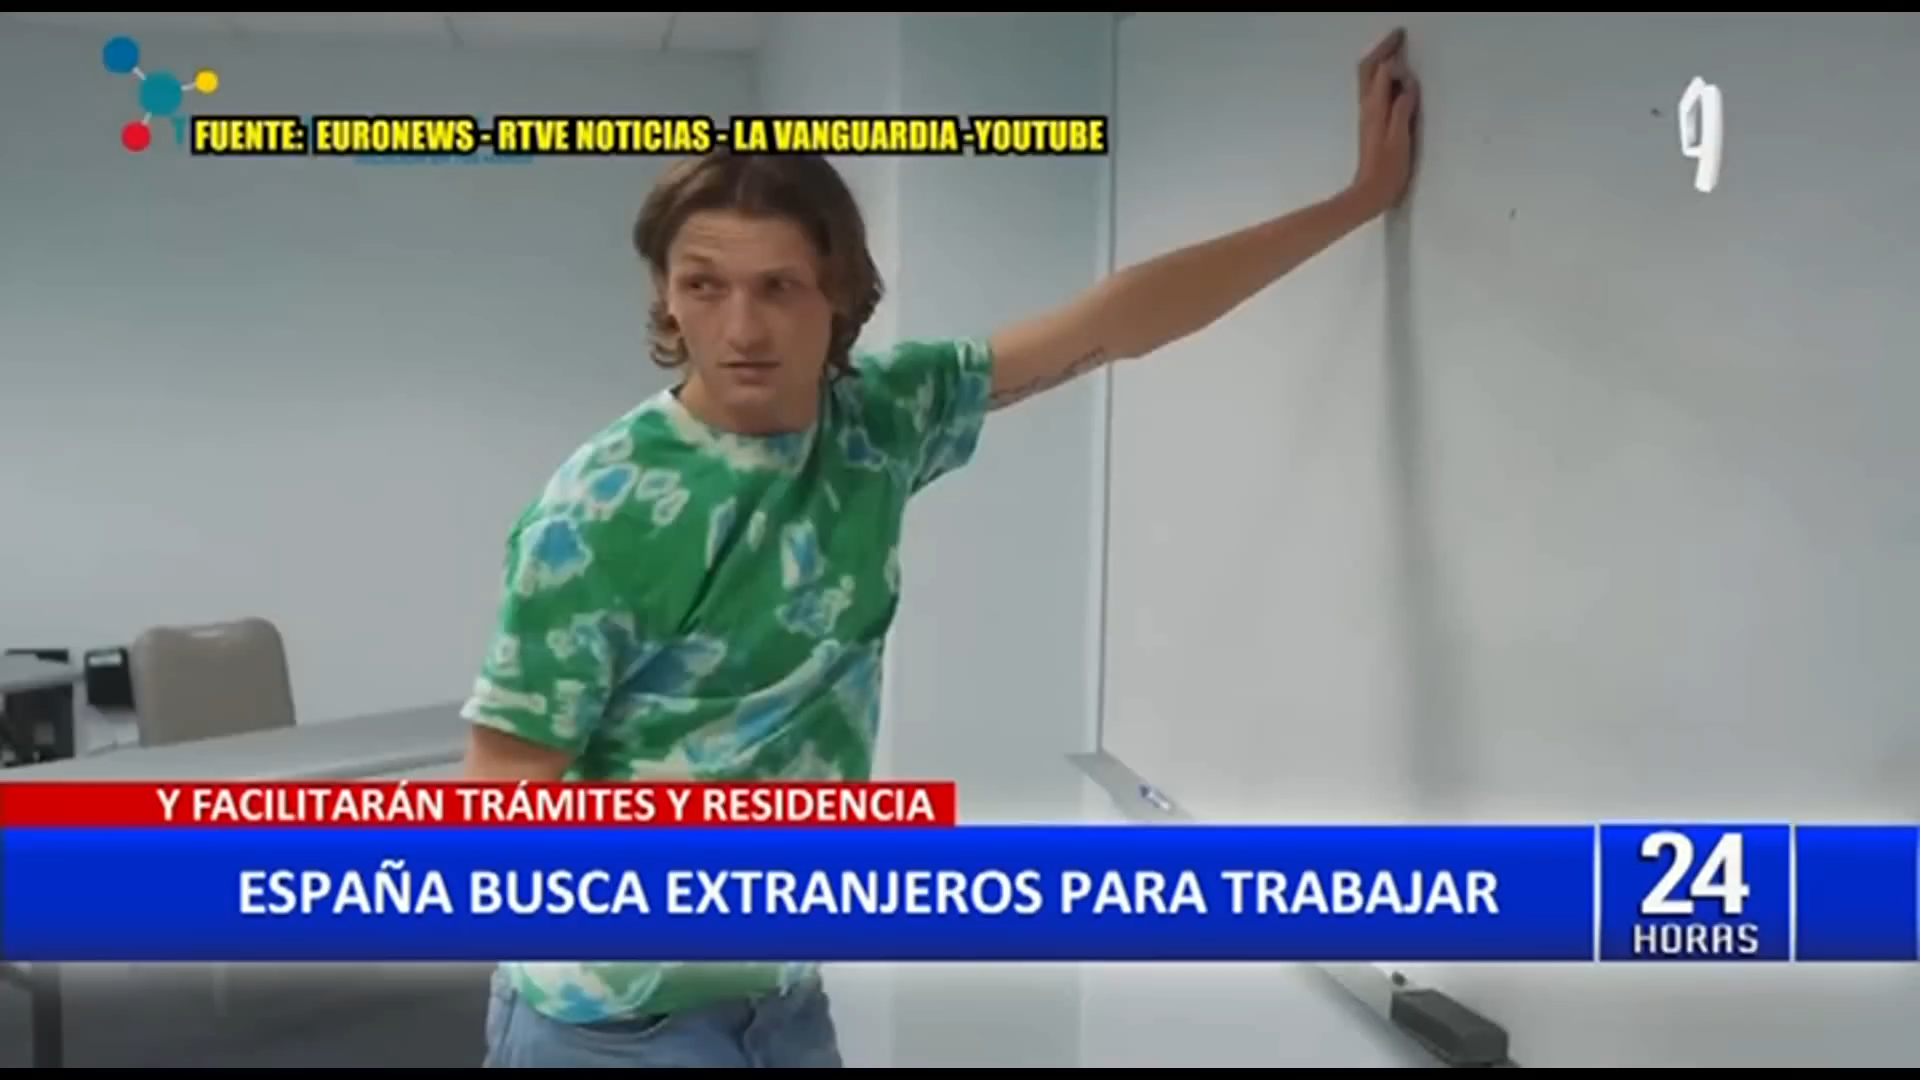 FUENTE: EURONEWS - RTVE NOTICIAS - LA VANGUARDIA -YOUTUBE
Y FACILITARÁN TRÁMITES Y RESIDENCIA
ESPAÑA BUSCA EXTRANJEROS PARA TRABAJAR
24
HORAS